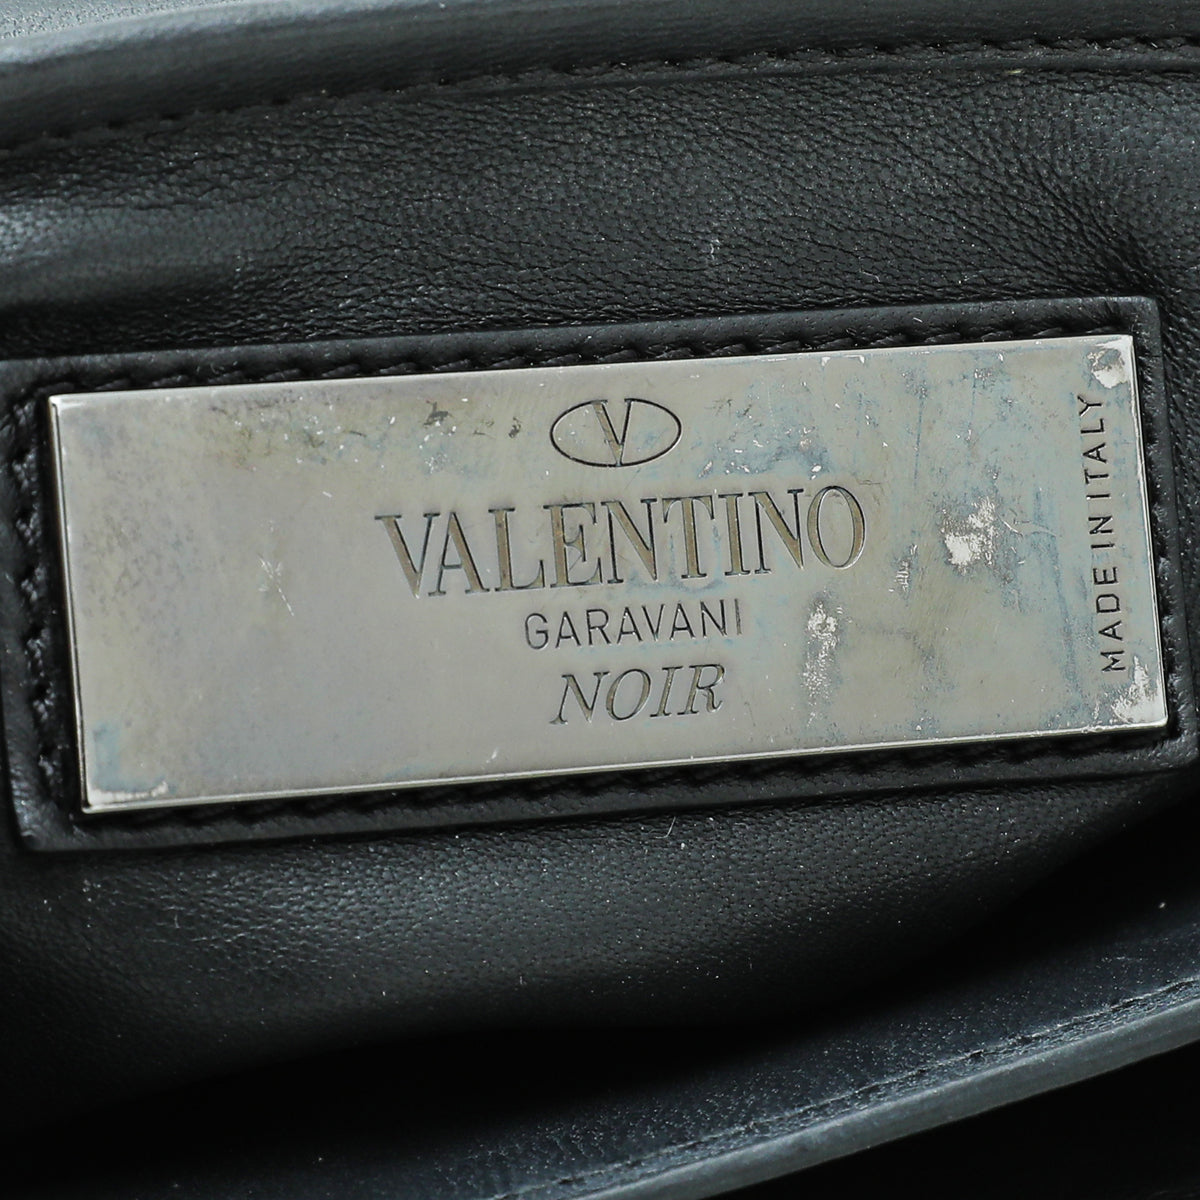 V
VALENTINO
GARAVANI
NOIR
MADE IN ITALY